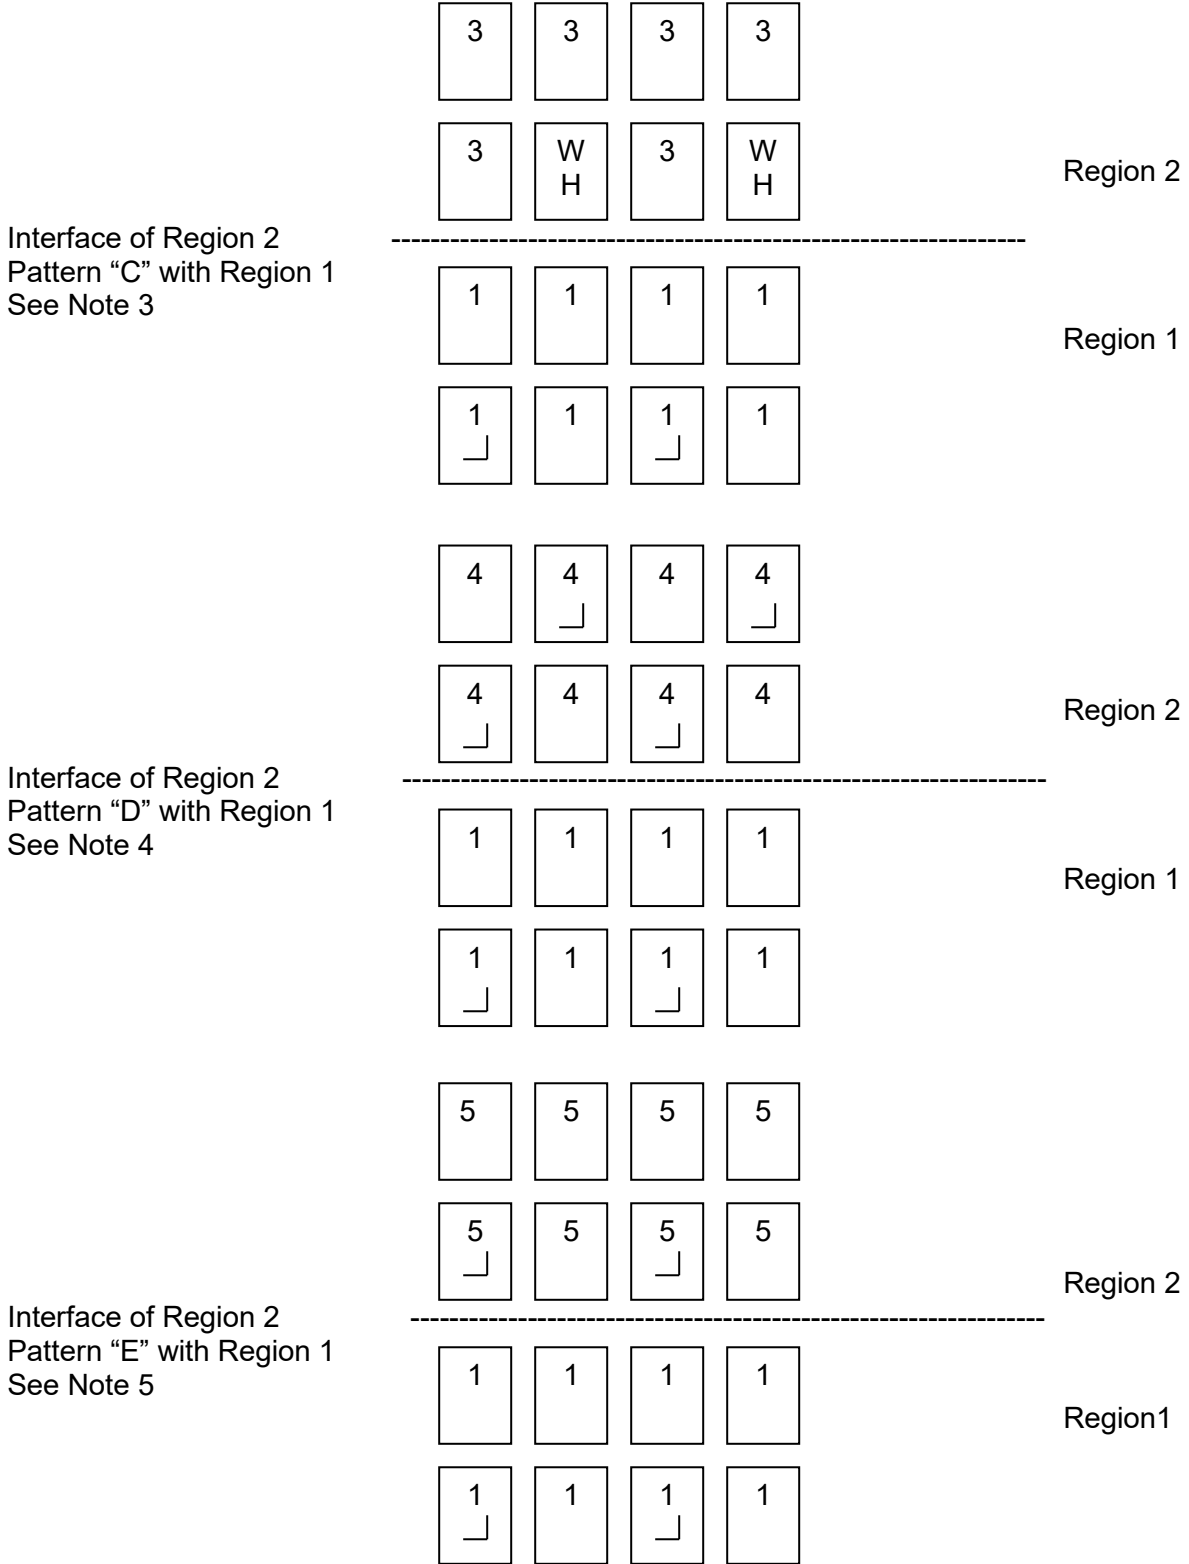 3 3 3 3
3 W H 3 W H
Region 2
Interface of Region 2
Pattern “C” with Region 1
See Note 3
1 1 1 1
Region 1
1 1 1 1
4 4 4 4
4 4 4 4
Region 2
Interface of Region 2
Pattern “D” with Region 1
See Note 4
1 1 1 1
Region 1
1 1 1 1
5 5 5 5
5 5 5 5
Region 2
Interface of Region 2
Pattern “E” with Region 1
See Note 5
1 1 1 1
Region1
1 1 1 1